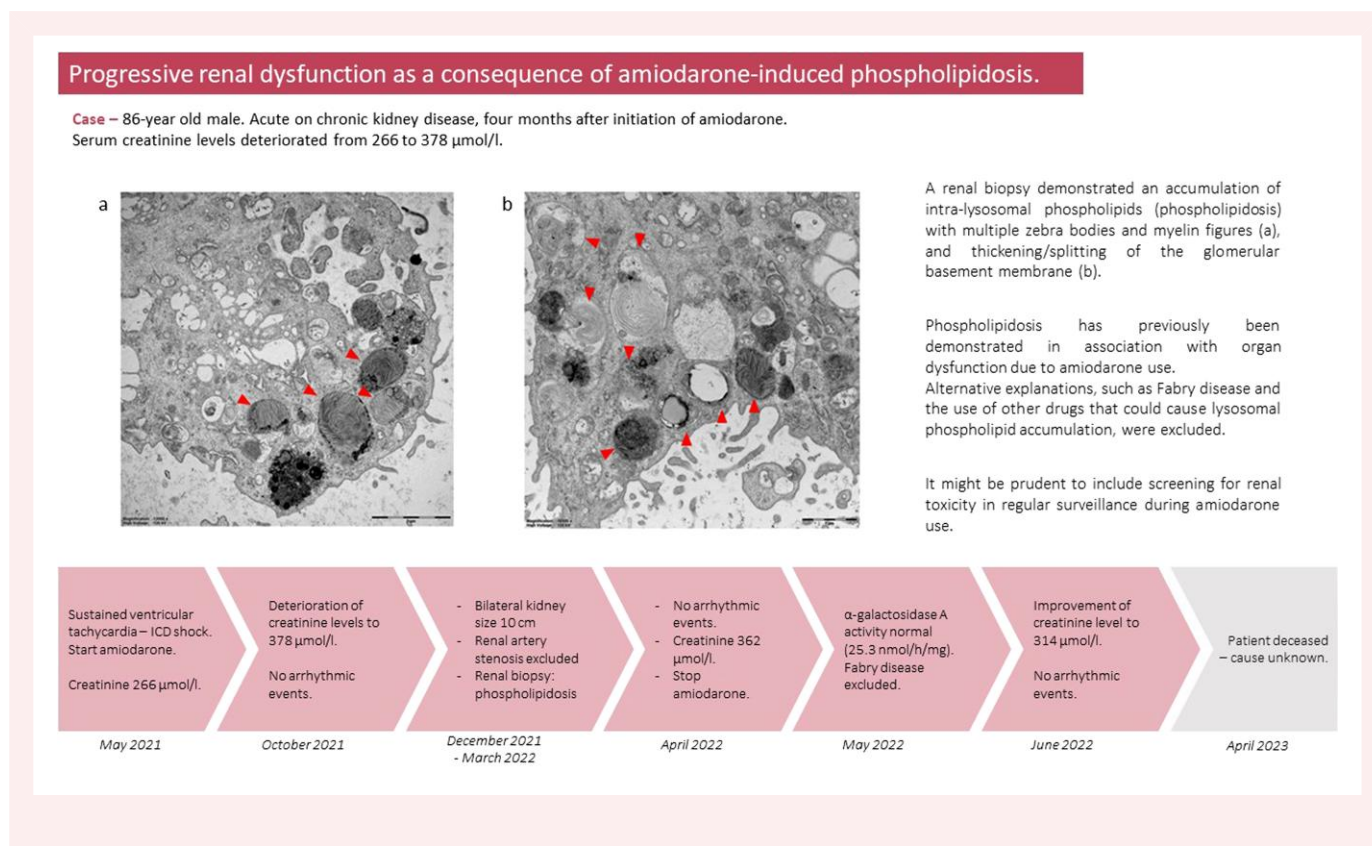 Progressive renal dysfunction as a consequence of amiodarone-induced phospholipidosis.
Case – 86-year old male. Acute on chronic kidney disease, four months after initiation of amiodarone.
Serum creatinine levels deteriorated from 266 to 378 µmol/l.
a
b
A renal biopsy demonstrated an accumulation of
intra-lysosomal phospholipids (phospholipidosis)
with multiple zebra bodies and myelin figures (a),
and thickening/splitting of the glomerular
basement membrane (b).
Phospholipidosis has previously been
demonstrated in association with organ
dysfunction due to amiodarone use.
Alternative explanations, such as Fabry disease and
the use of other drugs that could cause lysosomal
phospholipid accumulation, were excluded.
It might be prudent to include screening for renal
toxicity in regular surveillance during amiodarone
use.
Sustained ventricular
tachycardia – ICD shock.
Start amiodarone.
Creatinine 266 µmol/l.
May 2021
Deterioration of
creatinine levels to
378 µmol/l.
No arrhythmic
events.
October 2021
- Bilateral kidney
size 10 cm
- Renal artery
stenosis excluded
- Renal biopsy:
phospholipidosis
December 2021
- March 2022
- No arrhythmic
events.
- Creatinine 362
µmol/l.
- Stop
amiodarone.
April 2022
α-galactosidase A
activity normal
(25.3 nmol/h/mg).
Fabry disease
excluded.
May 2022
Improvement of
creatinine level to
314 µmol/l.
No arrhythmic
events.
June 2022
Patient deceased
– cause unknown.
April 2023